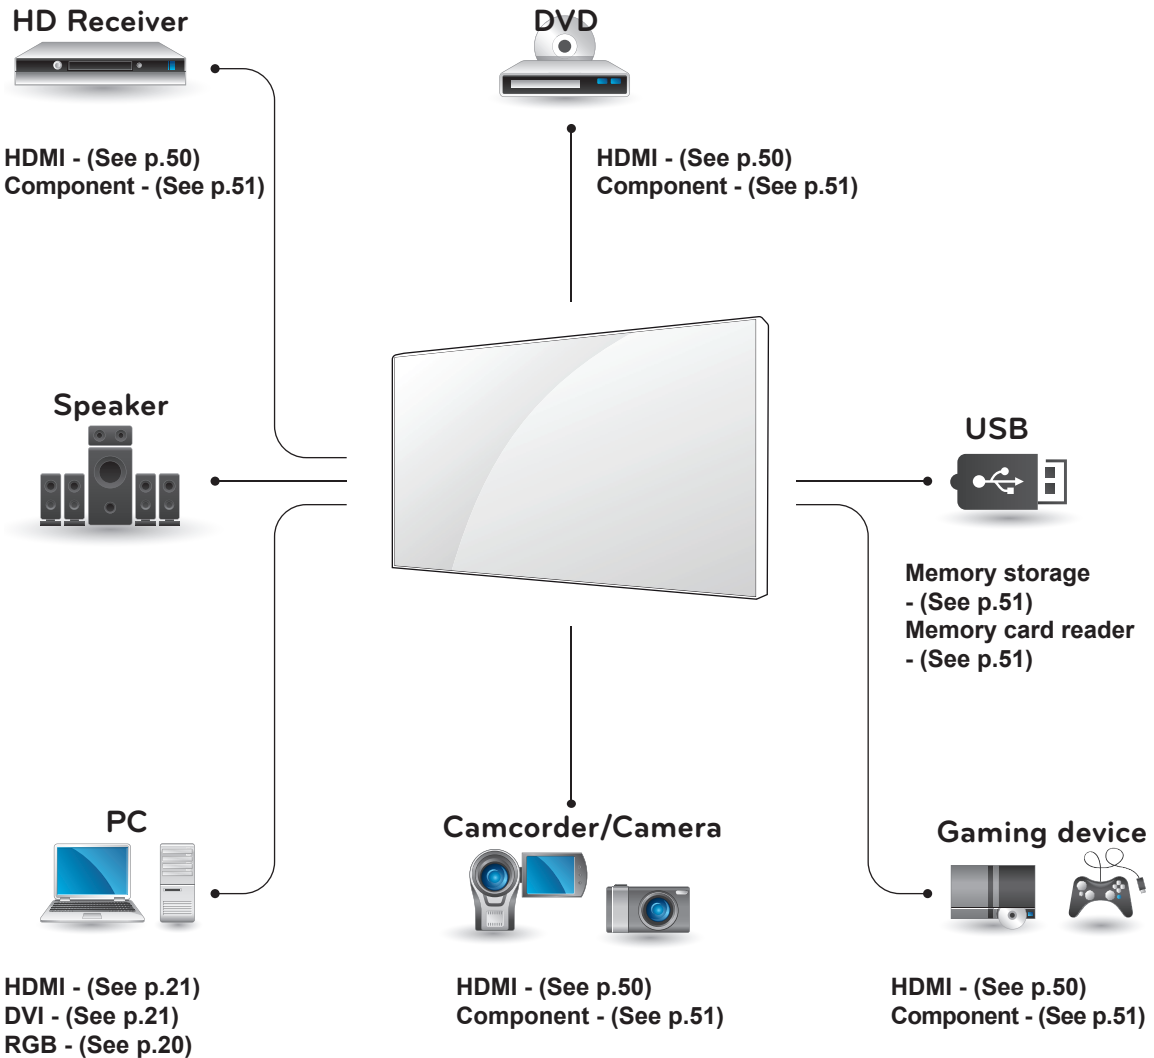 HD Receiver
HDMI - (See p.50)
Component - (See p.51)
DVD
HDMI - (See p.50)
Component - (See p.51)
Speaker
USB
Memory storage
- (See p.51)
Memory card reader
- (See p.51)
PC
HDMI - (See p.21)
DVI - (See p.21)
RGB - (See p.20)
Camcorder/Camera
HDMI - (See p.50)
Component - (See p.51)
Gaming device
HDMI - (See p.50)
Component - (See p.51)